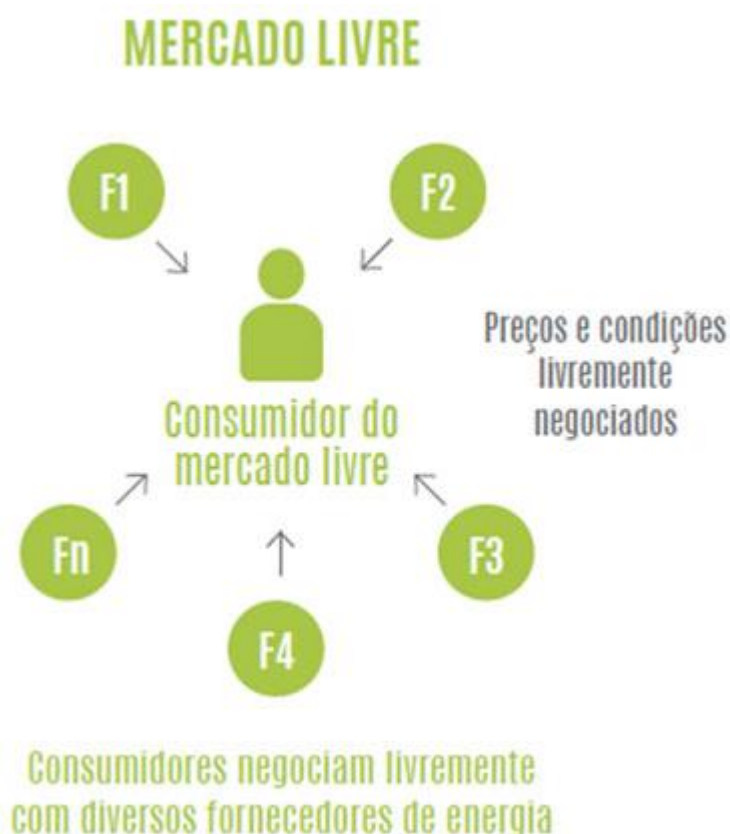 MERCADO LIVRE
F1
F2
Preços e condições
livremente
negociados
Consumidor do
mercado livre
Fn
F3
F4
Consumidores negociam livremente
com diversos fornecedores de energia